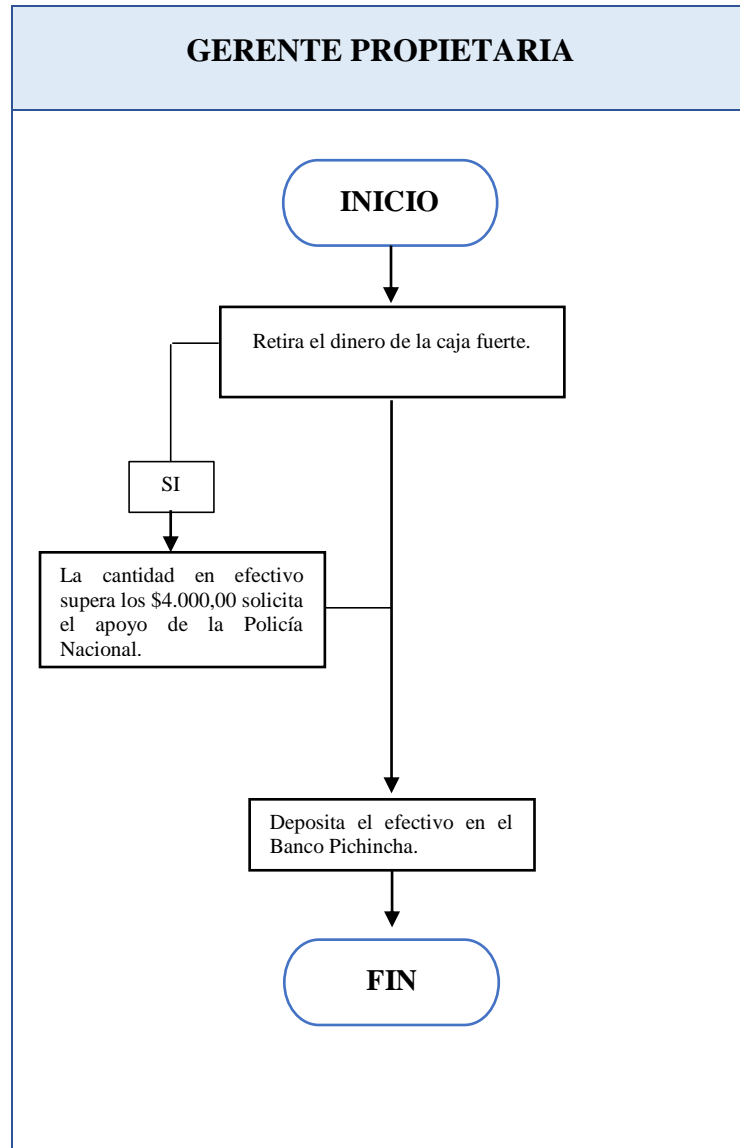 GERENTE PROPIETARIA
INICIO
Retira el dinero de la caja fuerte.
SI
La cantidad en efectivo
supera los $4.000,00 solicita
el apoyo de la Policía
Nacional.
Deposita el efectivo en el
Banco Pichincha.
FIN